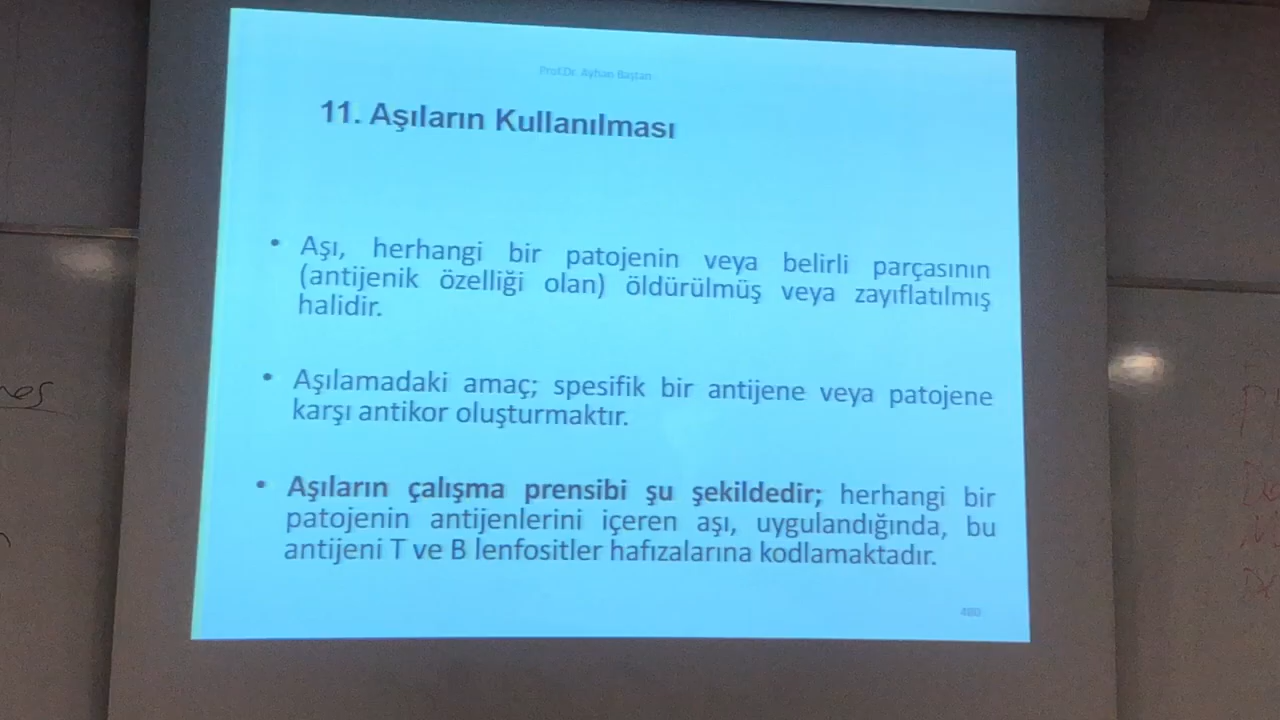 Prof.Dr. Ayhan Baştan
11. Aşıların Kullanılması
• Aşı, herhangi bir patojenin veya belirli parçasının
(antijenik özelliği olan) öldürülmüş veya zayıflatılmış
halidir.
• Aşılamadaki amaç; spesifik bir antijene veya patojene
karşı antikor oluşturmaktır.
• Aşıların çalışma prensibi şu şekildedir; herhangi bir
patojenin antijenlerini içeren aşı, uygulandığında, bu
antijeni T ve B lenfositler hafızalarına kodlamaktadır.
480